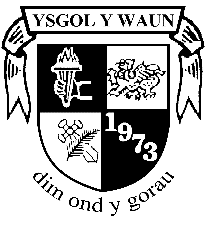 YSGOL Y WAUN
1973
dim ond y gorau